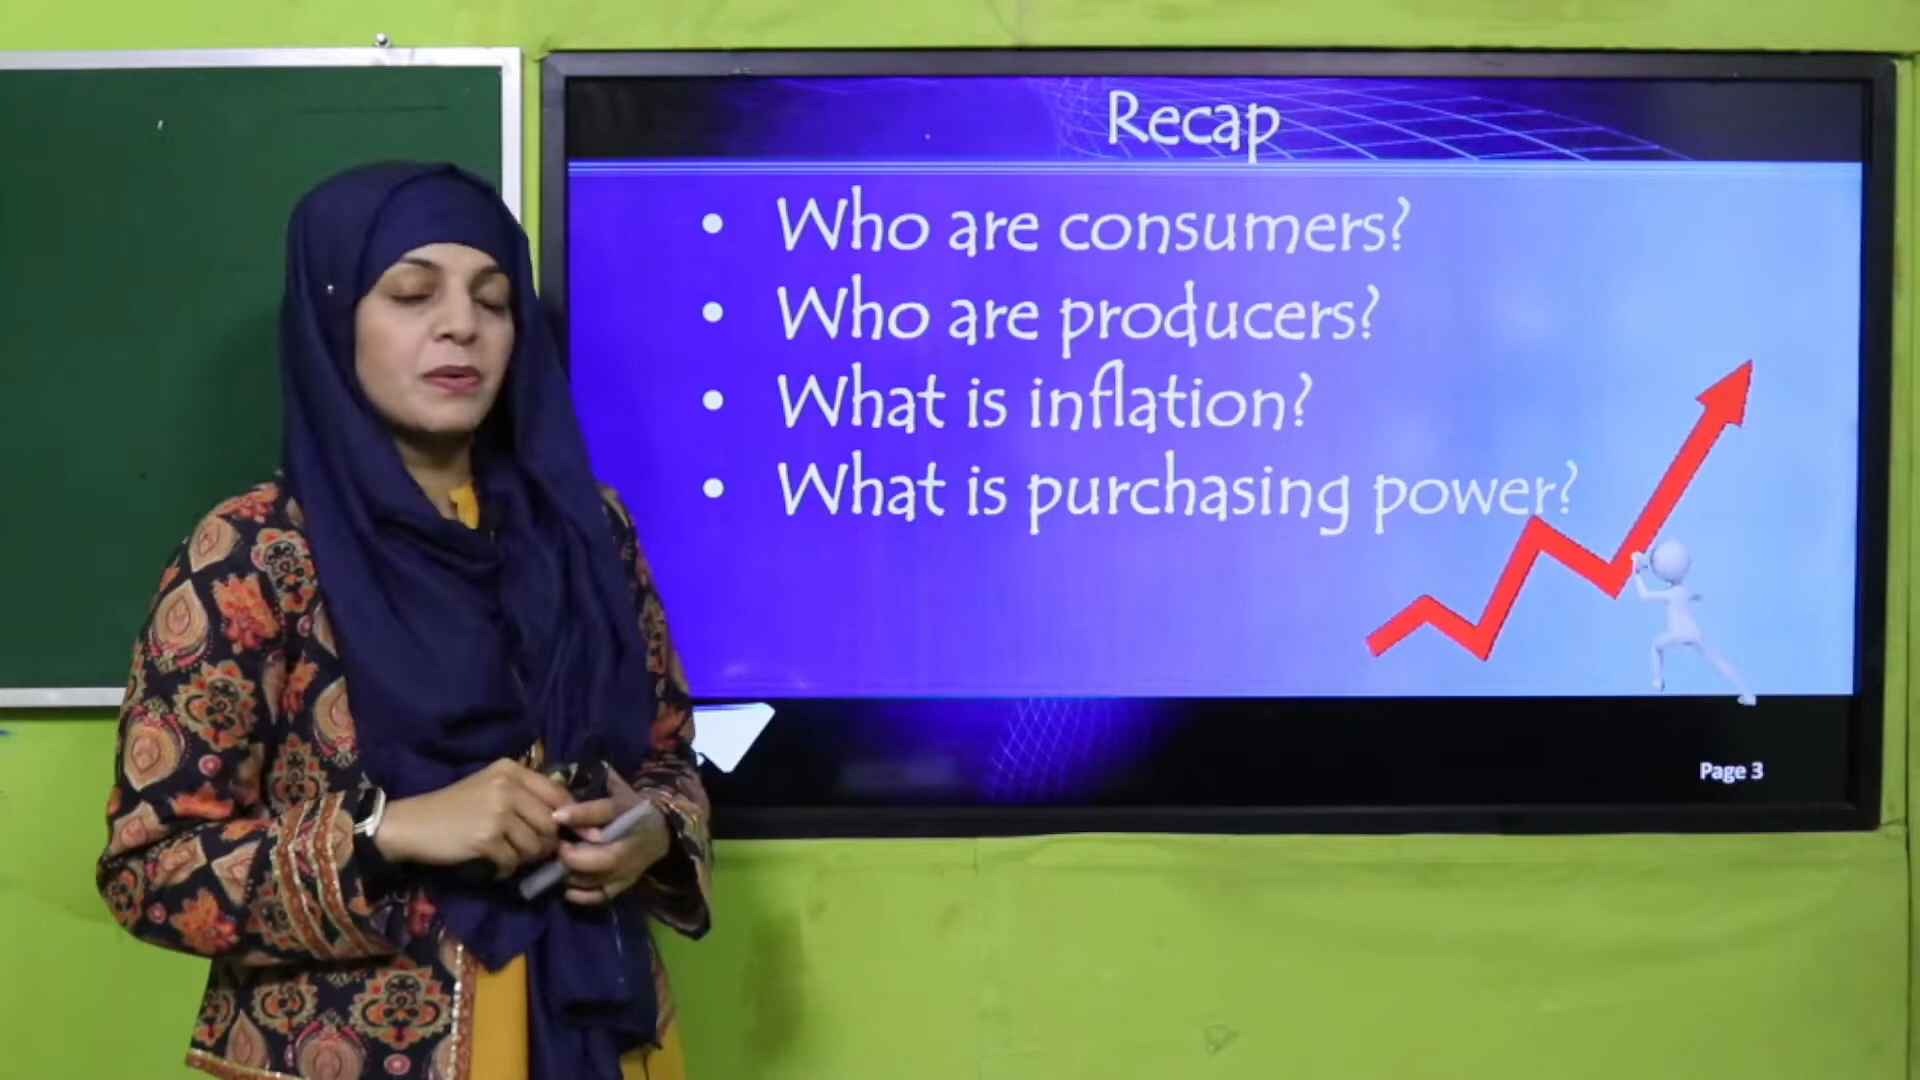 Recap
• Who are consumers?
• Who are producers?
• What is inflation?
• What is purchasing power?
Page 3